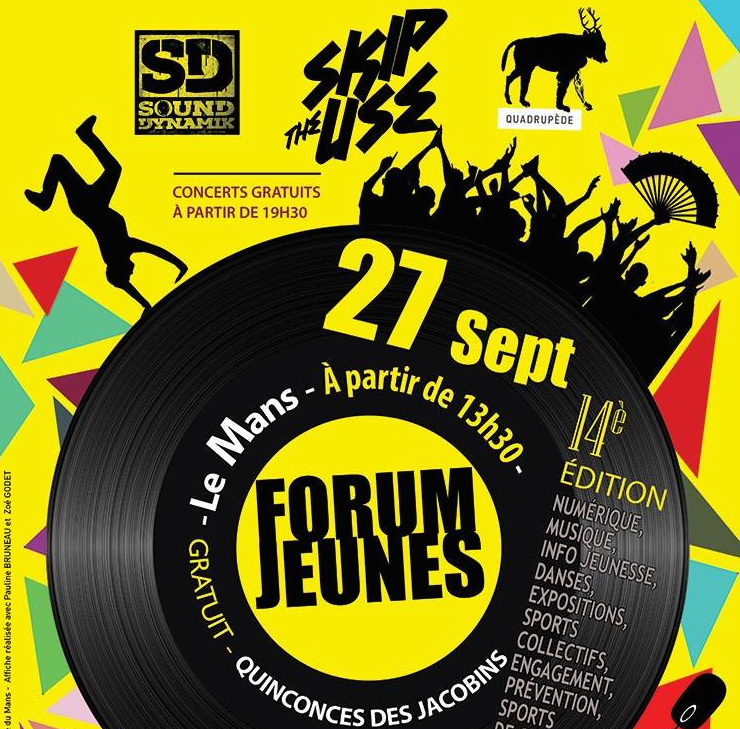 SD
SOUND
DYNAMIK
SKIP
THE USE
QUADRUPÈDE
CONCERTS GRATUITS
À PARTIR DE 19H30
27 Sept
- Le Mans - À partir de 13h30 -
14è
ÉDITION
FORUM
JEUNES
GRATUIT - QUINCONCES DES JACOBINS
NUMÉRIQUE,
MUSIQUE,
INFO JEUNESSE,
DANSES,
EXPOSITIONS,
SPORTS
COLLECTIFS,
ENGAGEMENT,
PRÉVENTION,
SPORTS
du Mans - Affiche réalisée avec Pauline BRUNEAU et Zoé GODET